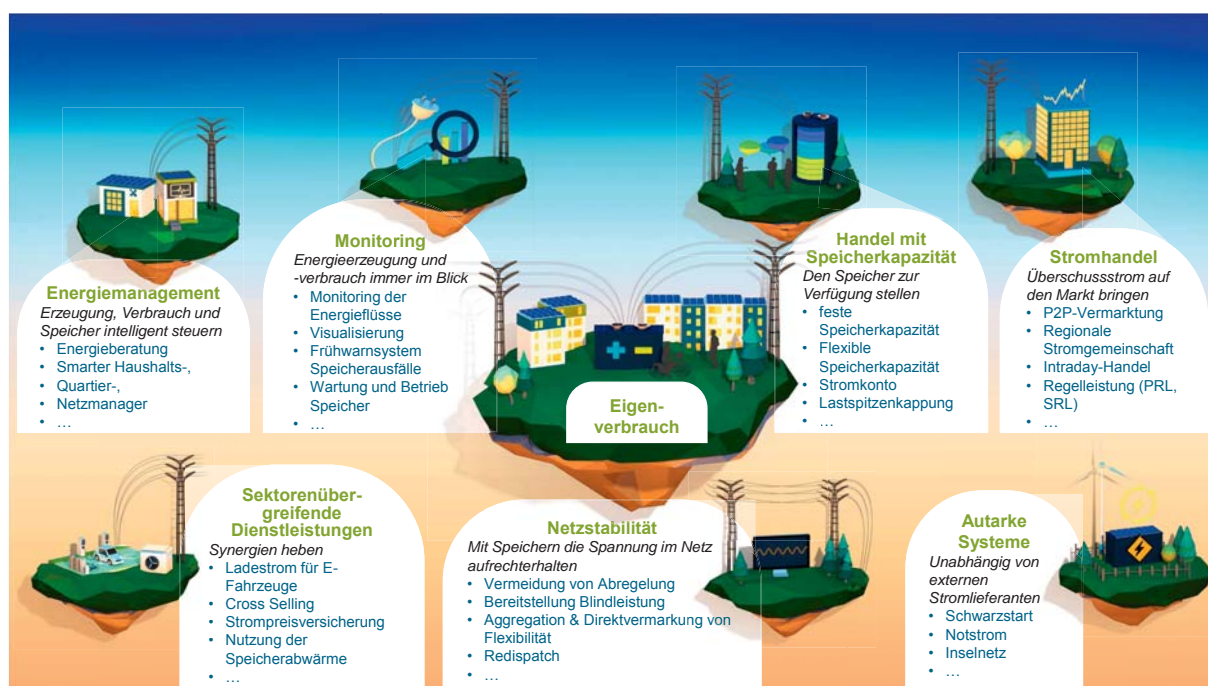 Energiemanagement
Erzeugung, Verbrauch und
Speicher intelligent steuern
• Energieberatung
• Smarter Haushalts-,
• Quartier-,
• Netzmanager
• …
Monitoring
Energieerzeugung und
-verbrauch immer im Blick
• Monitoring der
Energieflüsse
• Visualisierung
• Frühwarnsystem
Speicherausfälle
• Wartung und Betrieb
Speicher
• …
Eigen-
verbrauch
Handel mit
Speicherkapazität
Den Speicher zur
Verfügung stellen
• feste
Speicherkapazität
• Flexible
Speicherkapazität
• Stromkonto
• Lastspitzenkappung
• …
Stromhandel
Überschussstrom auf
den Markt bringen
• P2P-Vermarktung
• Regionale
Stromgemeinschaft
• Intraday-Handel
• Regelleistung (PRL,
SRL)
• …
Sektorenüber-
greifende
Dienstleistungen
Synergien heben
• Ladestrom für E-
Fahrzeuge
• Cross Selling
• Strompreisversicherung
• Nutzung der
Speicherabwärme
• …
Netzstabilität
Mit Speichern die Spannung im Netz
aufrechterhalten
• Vermeidung von Abregelung
• Bereitstellung Blindleistung
• Aggregation & Direktvermarkung von
Flexibilität
• Redispatch
• …
Autarke
Systeme
Unabhängig von
externen
Stromlieferanten
• Schwarzstart
• Notstrom
• Inselnetz
• …